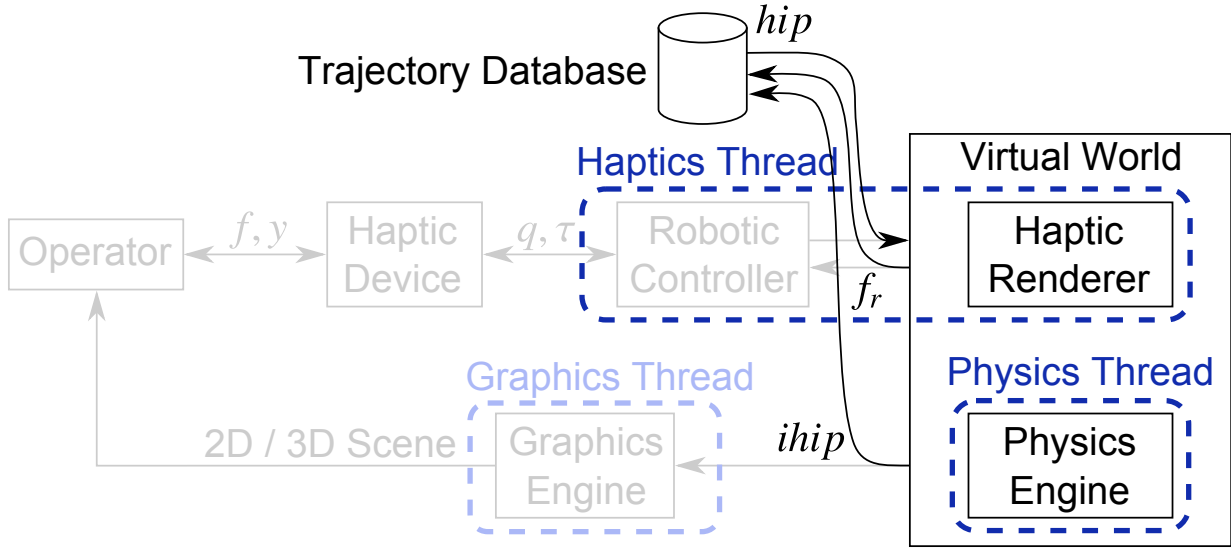 hip
Trajectory Database
Haptics Thread
Virtual World
Operator
f, y
Haptic
Device
q, τ
Robotic
Controller
f_r
Haptic
Renderer
Graphics Thread
Physics Thread
2D / 3D Scene
Graphics
Engine
ihip
Physics
Engine